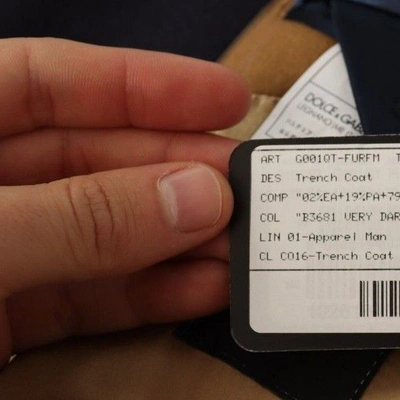 DOLCE & GAB
ART G001OT-FURFM T
DES Trench Coat
COMP "02%EA+19%PA+79
COL "B3681 VERY DAR
LIN 01-Apparel Man
CL CO16-Trench Coat